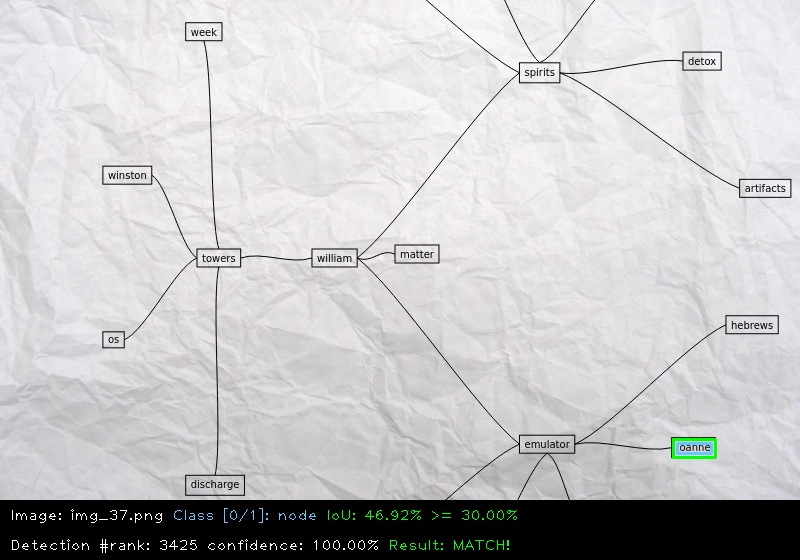 week
spirits
detox
winston
artifacts
towers
william
matter
os
hebrews
emulator
oanne
discharge
Image: img_37.png Class [0/1]: node IoU: 46.92% >= 30.00%
Detection #rank: 3425 confidence: 100.00% Result: MATCH!